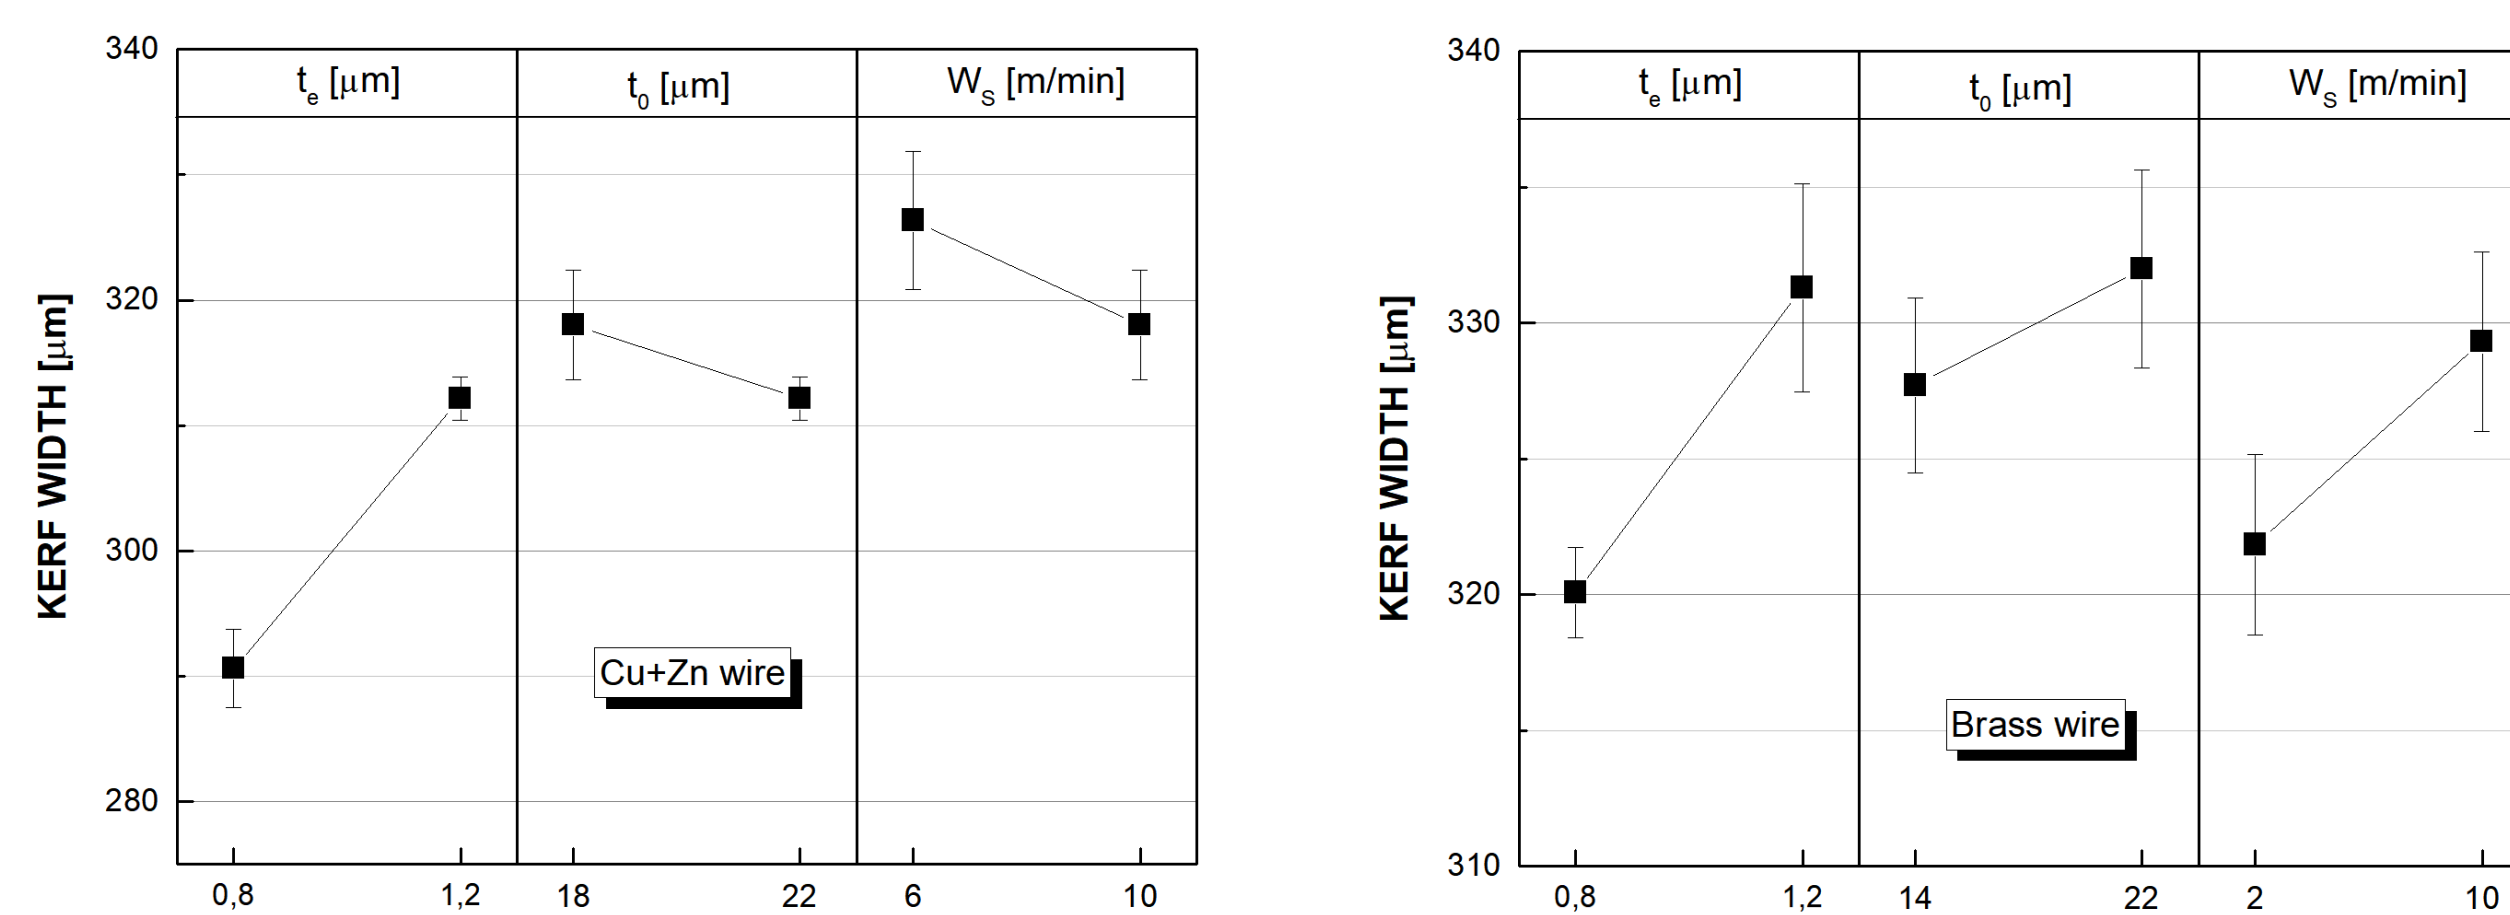 340
t_e [μm] t_0 [μm] W_S [m/min]
KERF WIDTH [μm]
320
300
Cu+Zn wire
280
0,8 1,2 18 22 6 10
340
t_e [μm] t_0 [μm] W_S [m/min]
KERF WIDTH [μm]
330
320
Brass wire
310
0,8 1,2 14 22 2 10